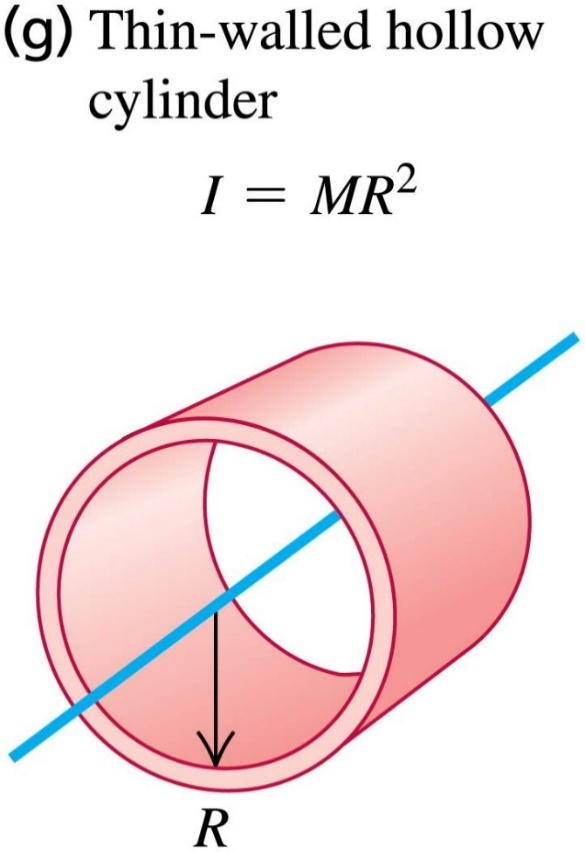 (g) Thin-walled hollow
cylinder
I = MR²
R